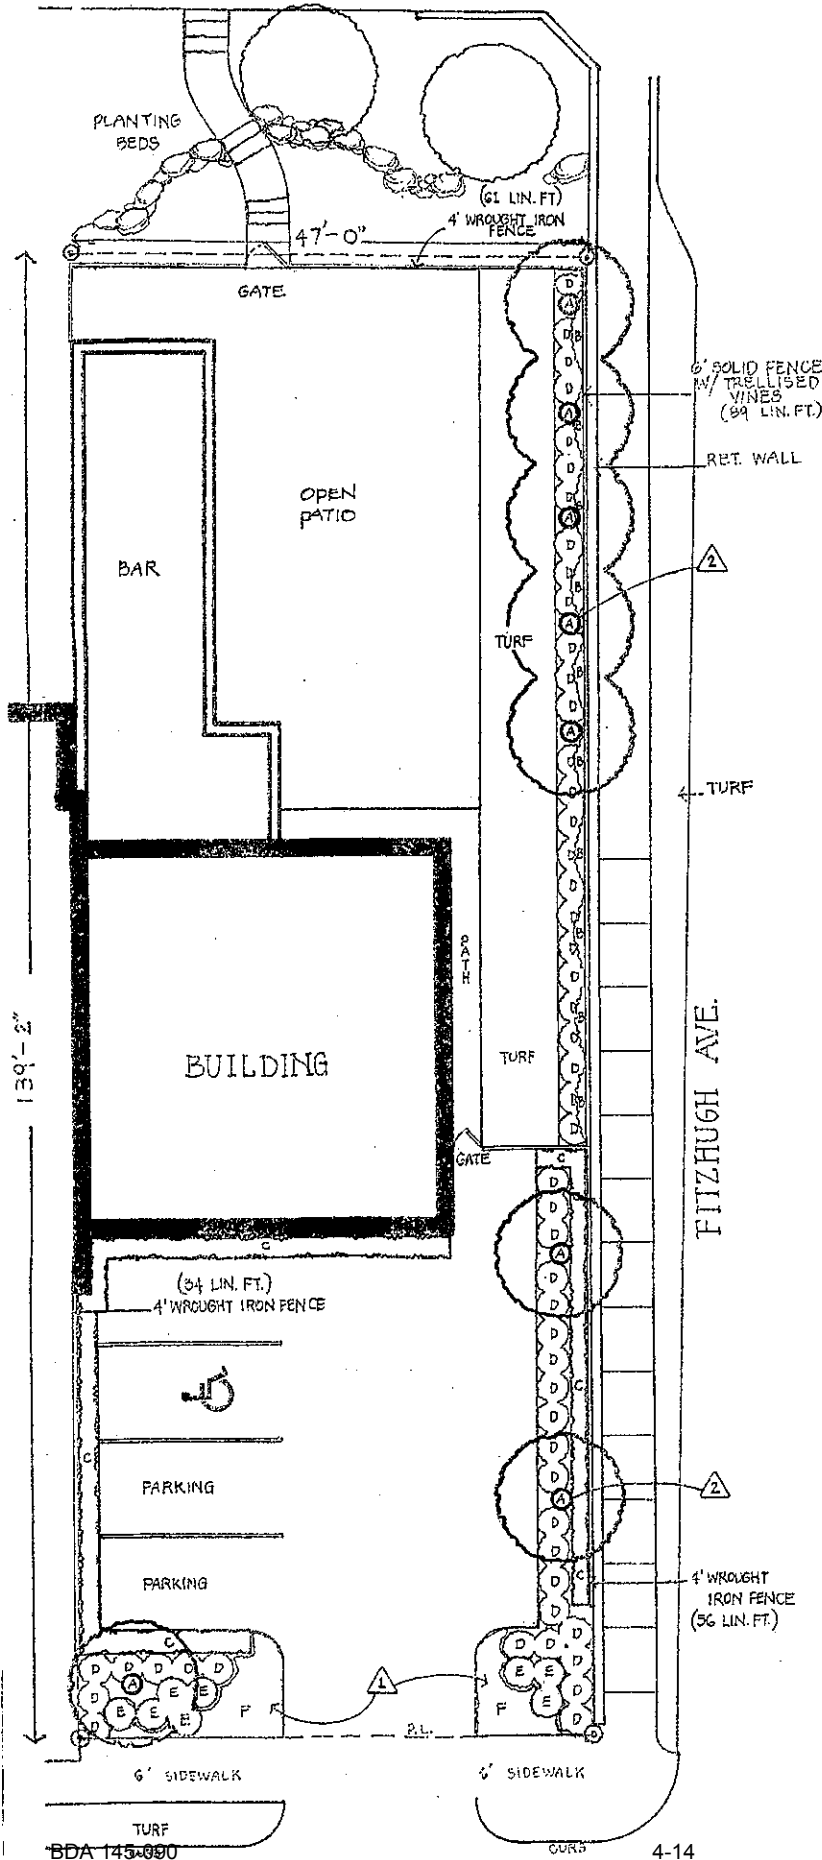 PLANTING
BEDS
(61 LIN. FT)
4' WROUGHT IRON
FENCE
47'-0"
GATE
6' SOLID FENCE
W/ TRELLISED
VINES
(89 LIN. FT.)
RET. WALL
OPEN
PATIO
BAR
2
TURF
TURF
139'-2"
PATH
BUILDING
TURF
FITZHUGH AVE.
GATE
C
C
(34 LIN. FT.)
4' WROUGHT IRON FENCE
C
C
PARKING
2
PARKING
C
4' WROUGHT
IRON FENCE
(56 LIN. FT.)
C
D D D D D
A
D
E E E E
D
F
1
D D D
E E
E
F
D
D
D
A
A
A
A
A
A
A
P.L.
6' SIDEWALK
6' SIDEWALK
TURF
BDA 145-090
4-14